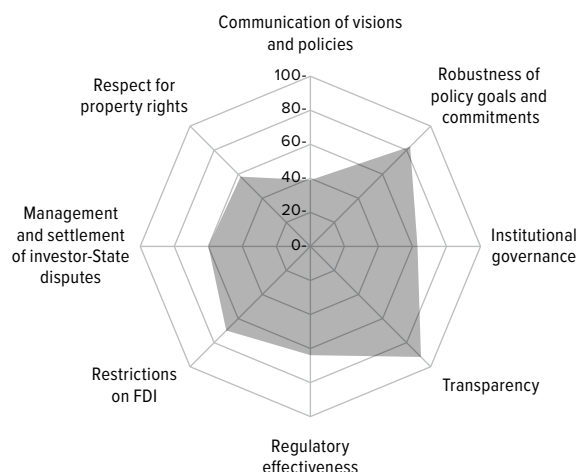 Communication of visions
and policies
Respect for
property rights
Robustness of
policy goals and
commitments
100-
80-
60-
40-
20-
0-
Management
and settlement
of investor-State
disputes
Institutional
governance
Restrictions
on FDI
Transparency
Regulatory
effectiveness